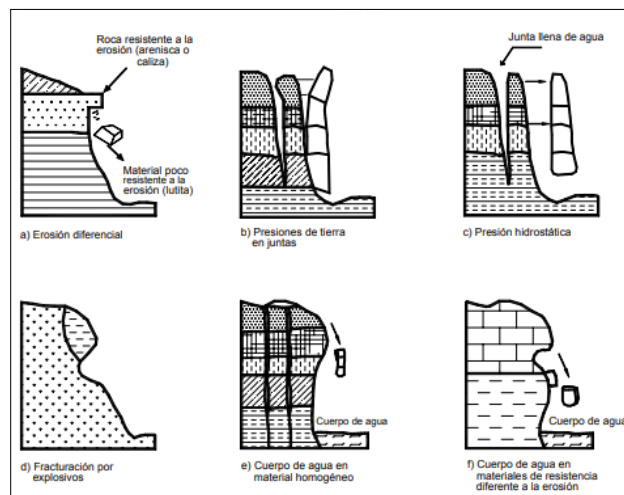 Roca resistente a la
erosión (arenisca o
caliza)
Material poco
resistente a la
erosión (lutita)
a) Erosión diferencial
b) Presiones de tierra
en juntas
Junta llena de agua
c) Presión hidrostática
d) Fracturación por
explosivos
Cuerpo de agua
e) Cuerpo de agua en
material homogéneo
Cuerpo de agua
f) Cuerpo de agua en
materiales de resistencia
diferente a la erosión